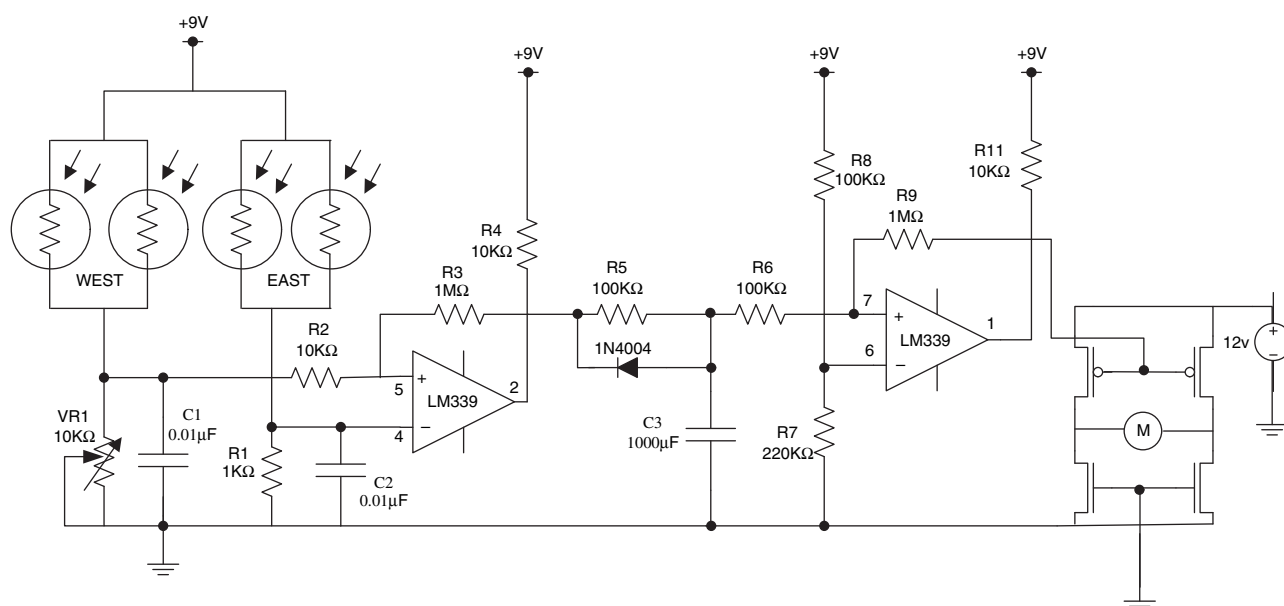 +9V
+9V
+9V
+9V
WEST
EAST
R4
10KΩ
R8
100KΩ
R11
10KΩ
R9
1MΩ
R3
1MΩ
R5
100KΩ
R6
100KΩ
R2
10KΩ
1N4004
5
+
4
−
LM339
2
7
+
6
−
LM339
1
12v
+
−
VR1
10KΩ
C1
0.01µF
R1
1KΩ
C2
0.01µF
C3
1000µF
R7
220KΩ
M